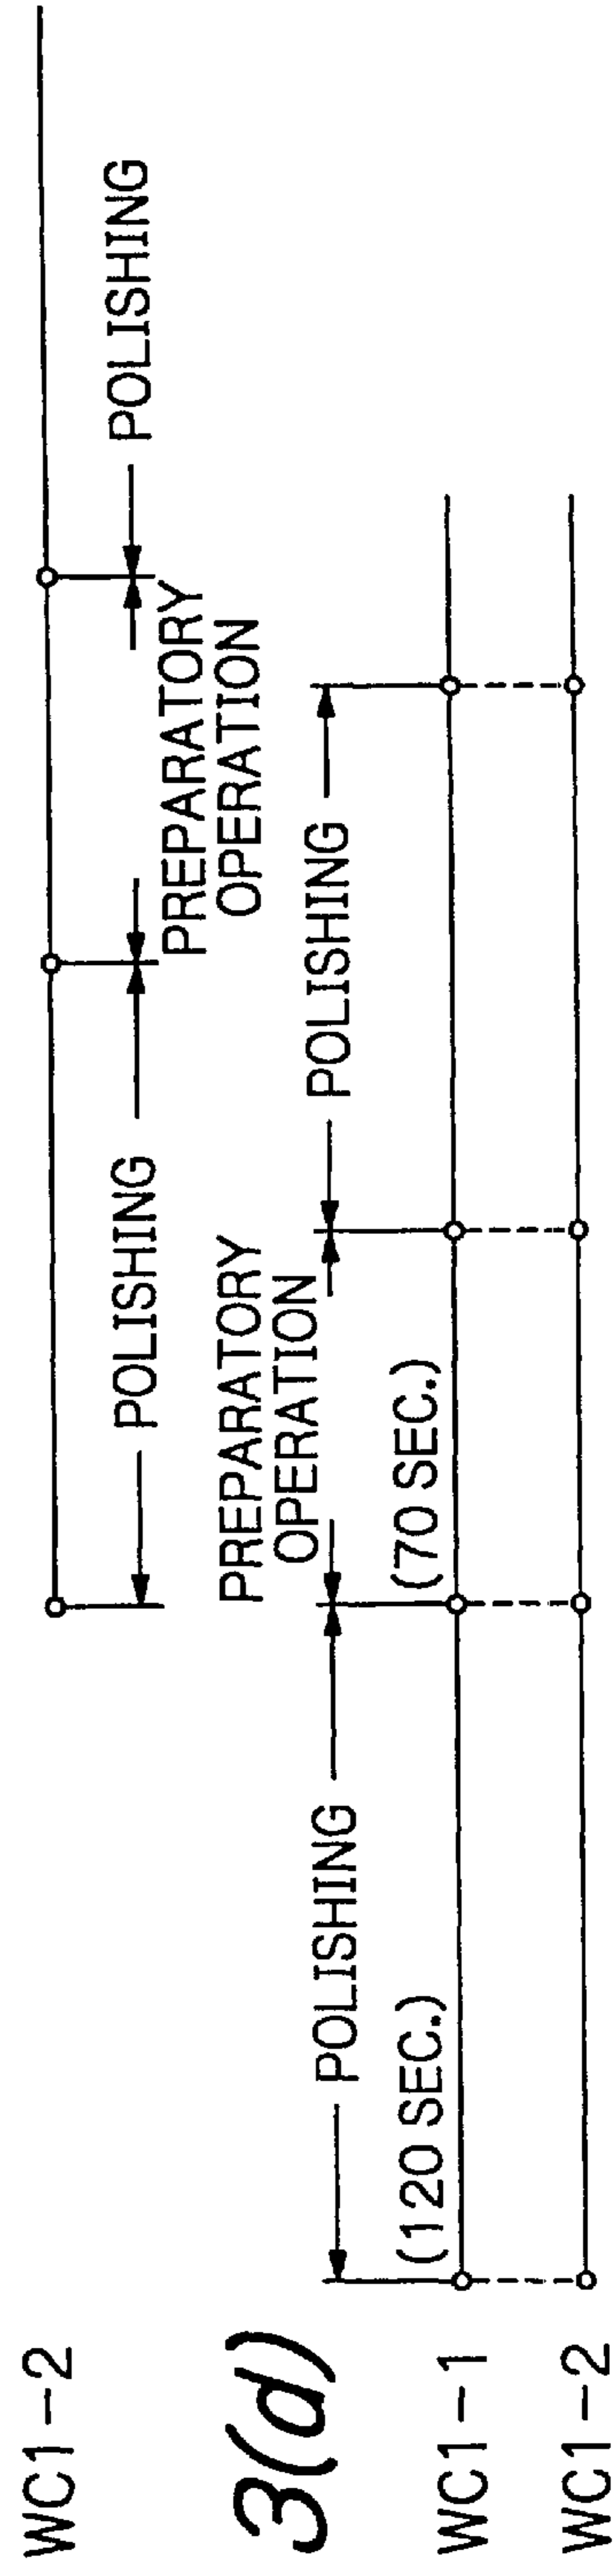 WC1-2
POLISHING
PREPARATORY
OPERATION
POLISHING
3(d)
POLISHING
PREPARATORY
OPERATION
POLISHING
(120 SEC.)
(70 SEC.)
WC1-1
WC1-2